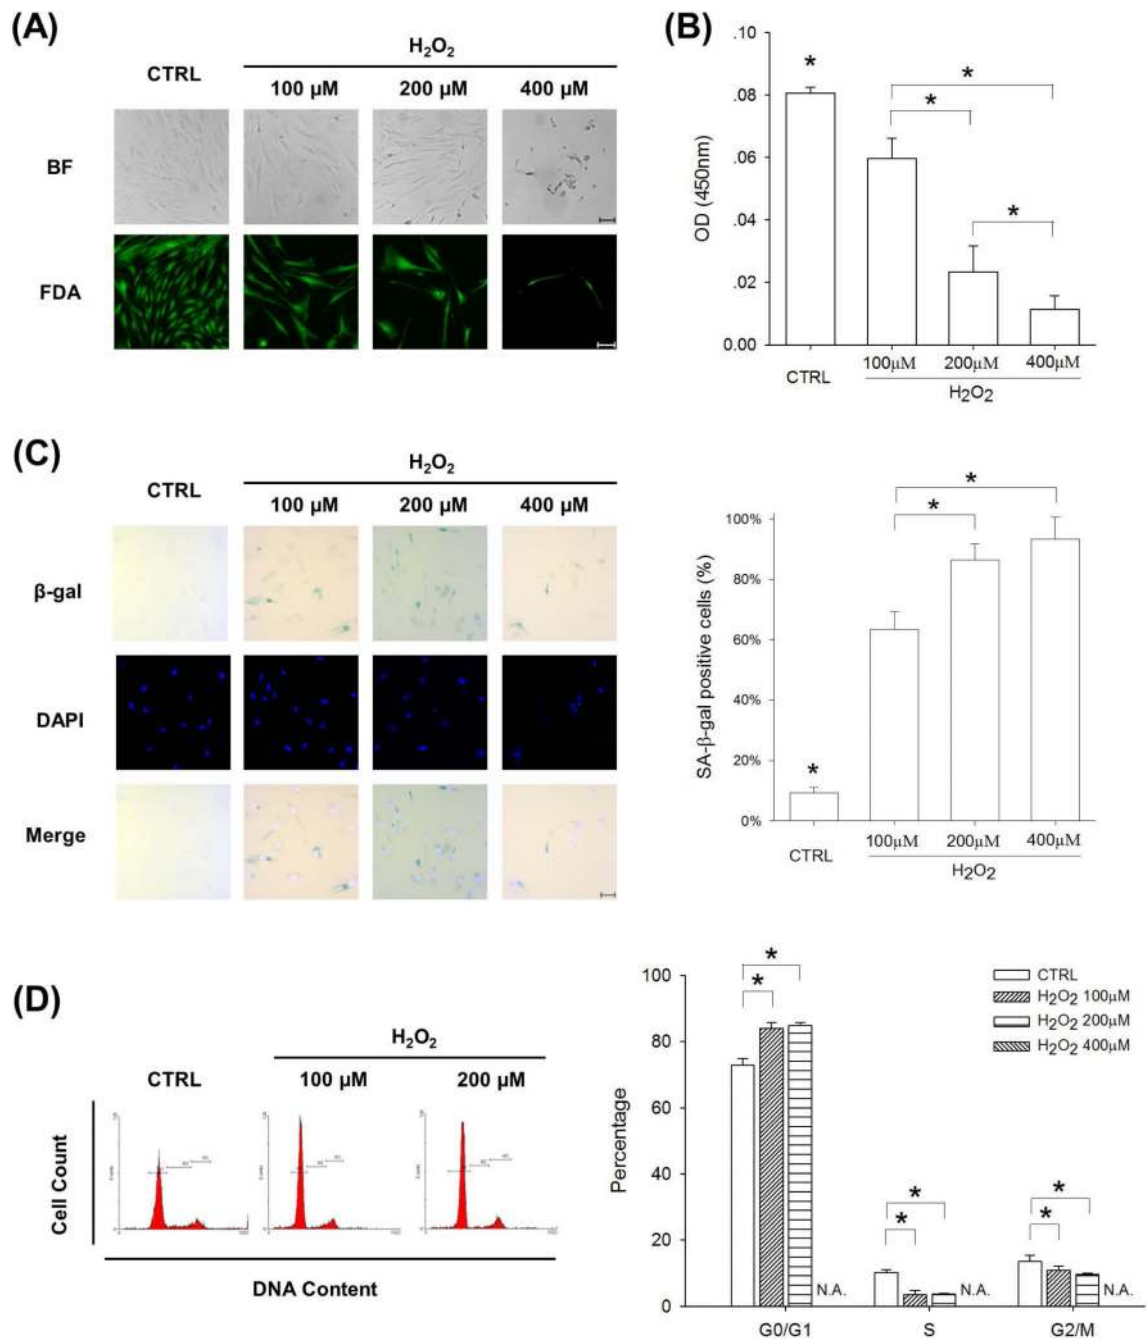 (A)
H₂O₂
CTRL
100 µM 200 µM 400 µM
BF
FDA
(B)
.10
.08
.06
.04
.02
0.00
OD (450nm)
*
*
*
*
CTRL
100µM 200µM 400µM
H₂O₂
(C)
H₂O₂
CTRL
100 µM 200 µM 400 µM
β-gal
DAPI
Merge
100%
80%
60%
40%
20%
0%
SA-β-gal positive cells (%)
*
*
*
CTRL
100µM 200µM 400µM
H₂O₂
(D)
H₂O₂
CTRL
100 µM 200 µM
Cell Count
DNA Content
100
80
60
40
20
0
Percentage
CTRL
H₂O₂ 100µM
H₂O₂ 200µM
H₂O₂ 400µM
*
*
*
*
*
*
N.A. N.A. N.A.
G0/G1 S G2/M